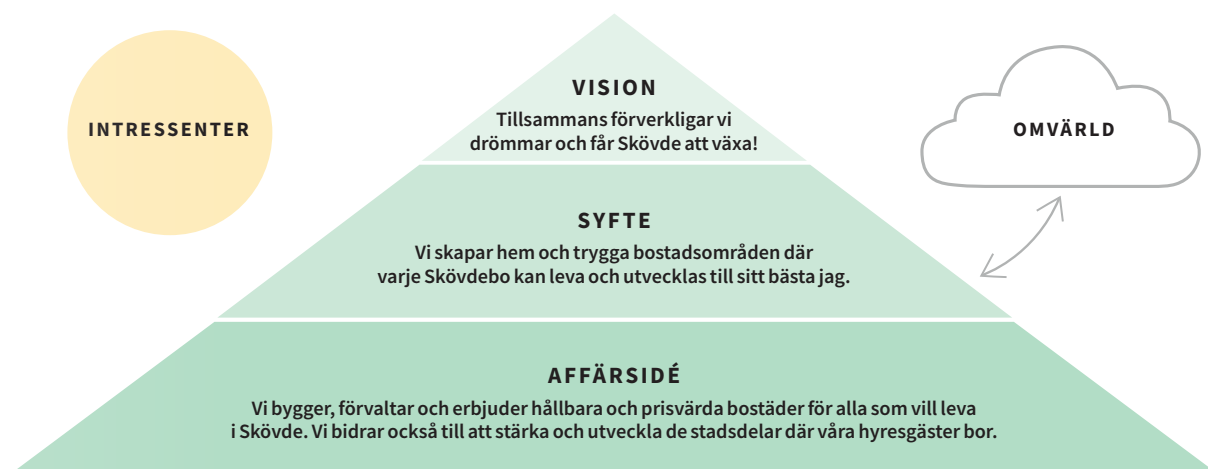 VISION
Tillsammans förverkligar vi
drömmar och får Skövde att växa!
INTRESSENTER
OMVÄRLD
SYFTE
Vi skapar hem och trygga bostadsområden där
varje Skövdebo kan leva och utvecklas till sitt bästa jag.
AFFÄRSIDÉ
Vi bygger, förvaltar och erbjuder hållbara och prisvärda bostäder för alla som vill leva
i Skövde. Vi bidrar också till att stärka och utveckla de stadsdelar där våra hyresgäster bor.